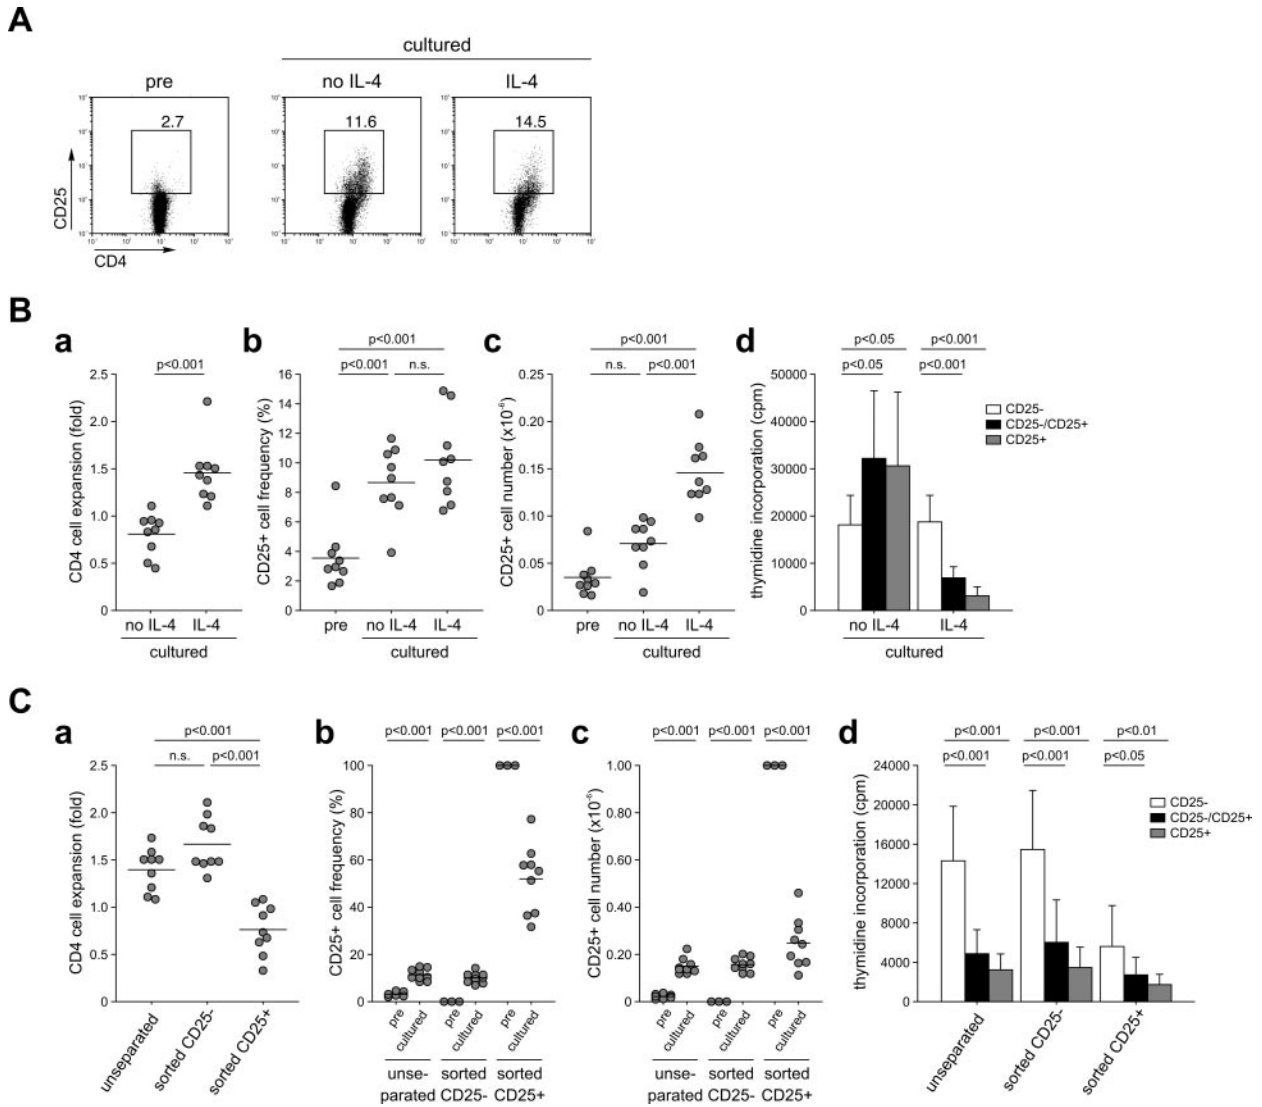 A
cultured
pre
no IL-4
IL-4
2.7
11.6
14.5
CD25
CD4
B
a
b
c
d
p<0.001
p<0.001
p<0.001 n.s.
p<0.001
n.s. p<0.001
p<0.05 p<0.001
p<0.05 p<0.001
CD4 cell expansion (fold)
2.5
2.0
1.5
1.0
0.5
0
no IL-4 IL-4
cultured
CD25+ cell frequency (%)
16
14
12
10
8
6
4
2
0
pre no IL-4 IL-4
cultured
CD25+ cell number (x10⁻⁶)
0.25
0.20
0.15
0.10
0.05
0
pre no IL-4 IL-4
cultured
thymidine incorporation (cpm)
50000
40000
30000
20000
10000
0
no IL-4 IL-4
cultured
CD25-
CD25-/CD25+
CD25+
C
a
b
c
d
p<0.001
n.s. p<0.001
p<0.001 p<0.001 p<0.001
p<0.001 p<0.001 p<0.001
p<0.001 p<0.001 p<0.01
p<0.001 p<0.001 p<0.05
CD4 cell expansion (fold)
2.5
2.0
1.5
1.0
0.5
0
unseparated
sorted CD25-
sorted CD25+
CD25+ cell frequency (%)
100
80
60
40
20
0
pre cultured pre cultured pre cultured
unse- sorted sorted
parated CD25- CD25+
CD25+ cell number (x10⁻⁶)
1.00
0.80
0.60
0.40
0.20
0
pre cultured pre cultured pre cultured
unse- sorted sorted
parated CD25- CD25+
thymidine incorporation (cpm)
24000
20000
16000
12000
8000
4000
0
unseparated
sorted CD25-
sorted CD25+
CD25-
CD25-/CD25+
CD25+